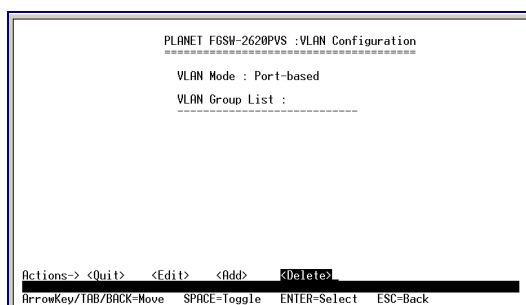 PLANET FGSW-2620PVS :VLAN Configuration
=======================================
VLAN Mode : Port-based
VLAN Group List :
----------------------------
Actions-> <Quit> <Edit> <Add> <Delete>_
ArrowKey/TAB/BACK=Move SPACE=Toggle ENTER=Select ESC=Back